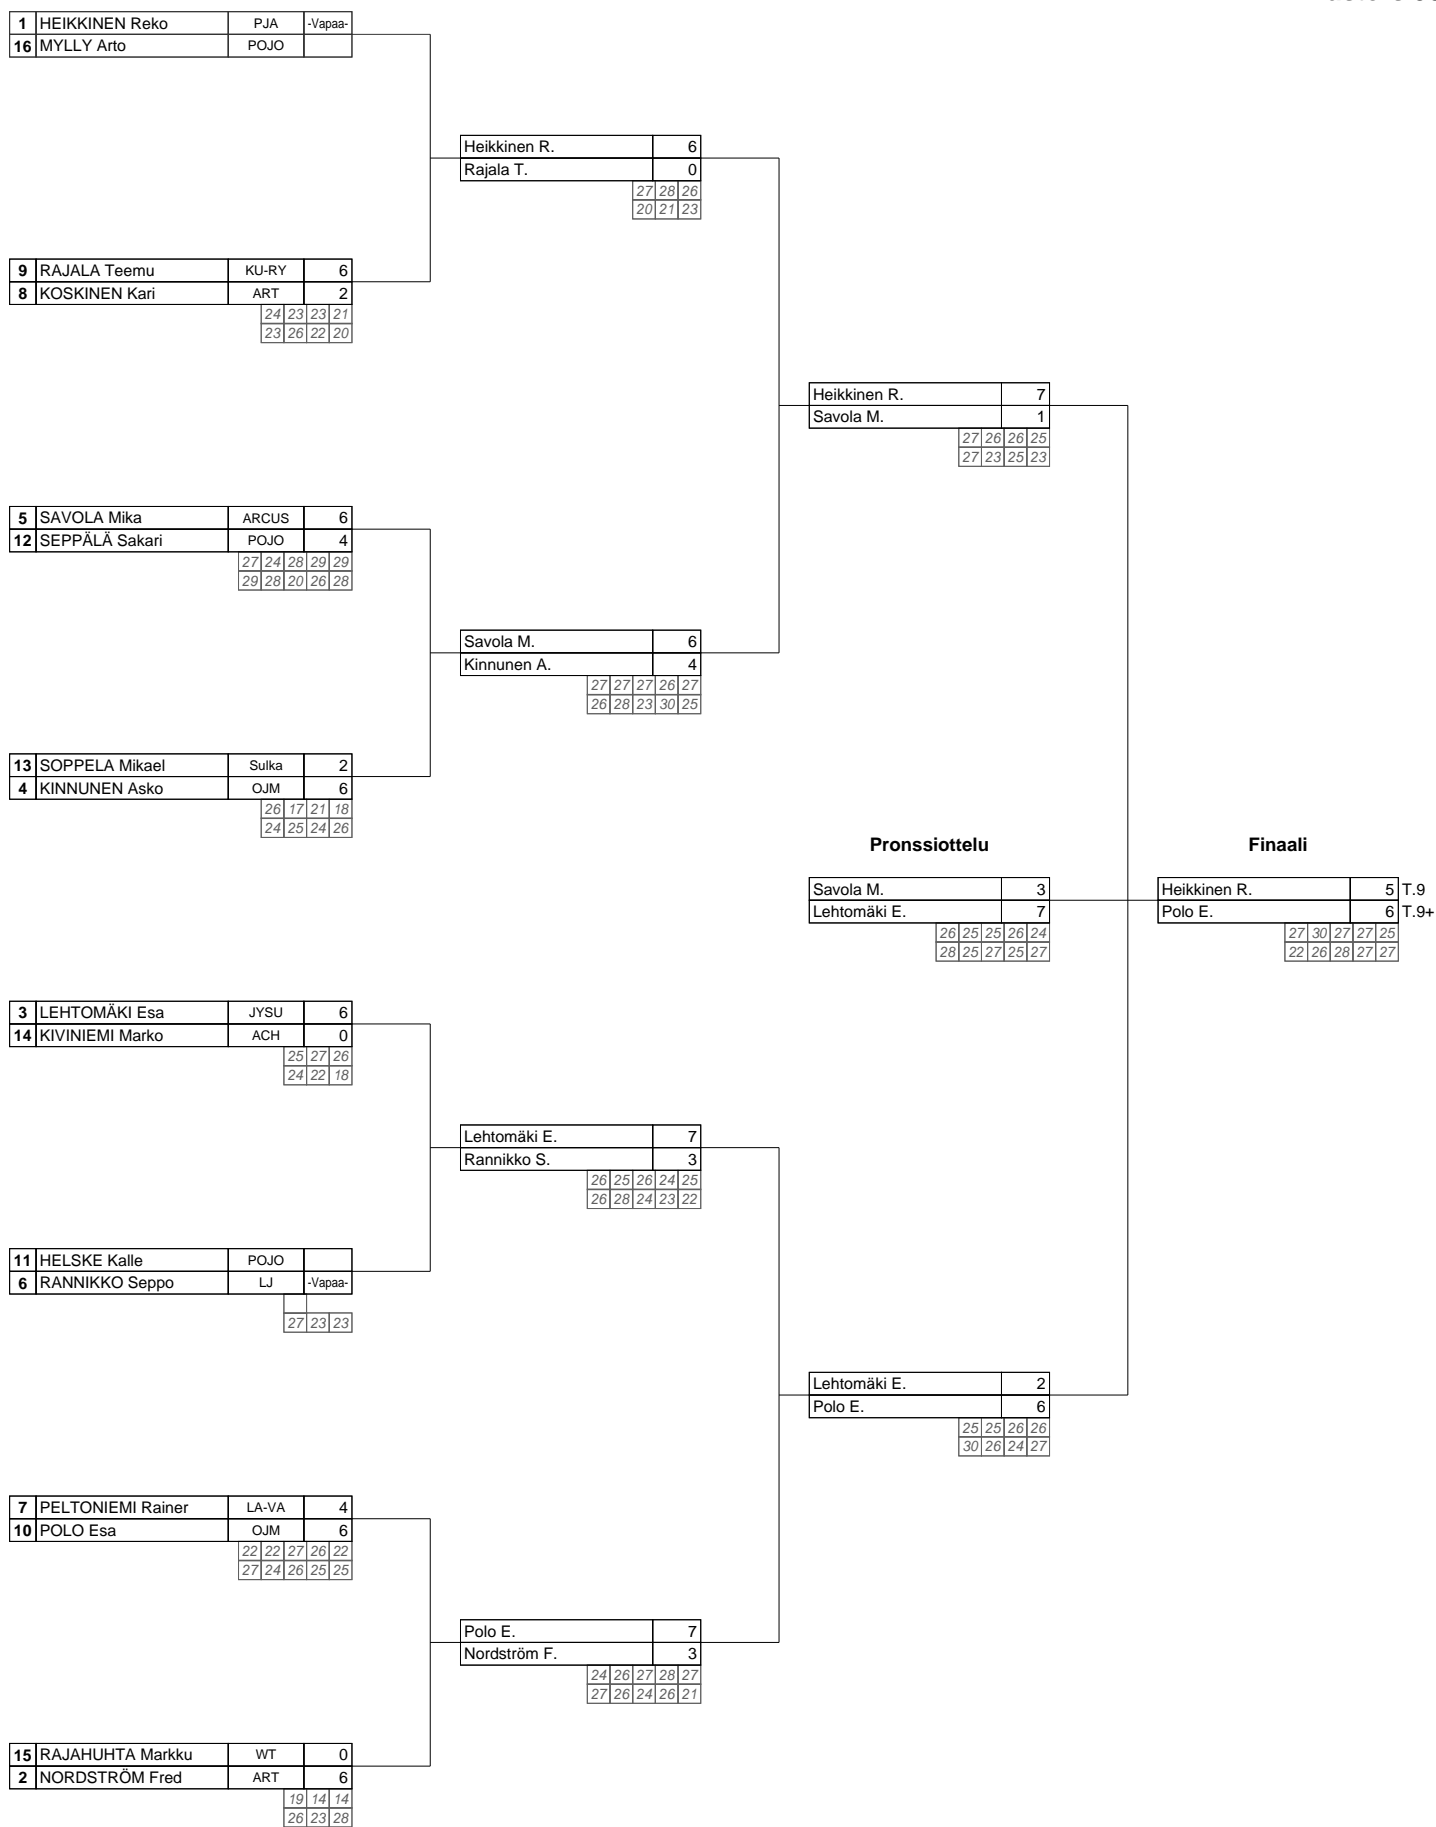 1 HEIKKINEN Reko PJA -Vapaa-
16 MYLLY Arto POJO
Heikkinen R. 6
Rajala T. 0
27 28 26
20 21 23
9 RAJALA Teemu KU-RY 6
8 KOSKINEN Kari ART 2
24 23 23 21
23 26 22 20
Heikkinen R. 7
Savola M. 1
27 26 26 25
27 23 25 23
5 SAVOLA Mika ARCUS 6
12 SEPPÄLÄ Sakari POJO 4
27 24 28 29 29
29 28 20 26 28
Savola M. 6
Kinnunen A. 4
27 27 27 26 27
26 28 23 30 25
13 SOPPELA Mikael Sulka 2
4 KINNUNEN Asko OJM 6
26 17 21 18
24 25 24 26
Pronssiottelu Finaali
Savola M. 3 Heikkinen R. 5 T.9
Lehtomäki E. 7 Polo E. 6 T.9+
26 25 25 26 24 27 30 27 27 25
28 25 27 25 27 22 26 28 27 27
3 LEHTOMÄKI Esa JYSU 6
14 KIVINIEMI Marko ACH 0
25 27 26
24 22 18
Lehtomäki E. 7
Rannikko S. 3
26 25 26 24 25
26 28 24 23 22
11 HELSKE Kalle POJO
6 RANNIKKO Seppo LJ -Vapaa-
27 23 23
Lehtomäki E. 2
Polo E. 6
25 25 26 26
30 26 24 27
7 PELTONIEMI Rainer LA-VA 4
10 POLO Esa OJM 6
22 22 27 26 22
27 24 26 25 25
Polo E. 7
Nordström F. 3
24 26 27 28 27
27 26 24 26 21
15 RAJAHUHTA Markku WT 0
2 NORDSTRÖM Fred ART 6
19 14 14
26 23 28